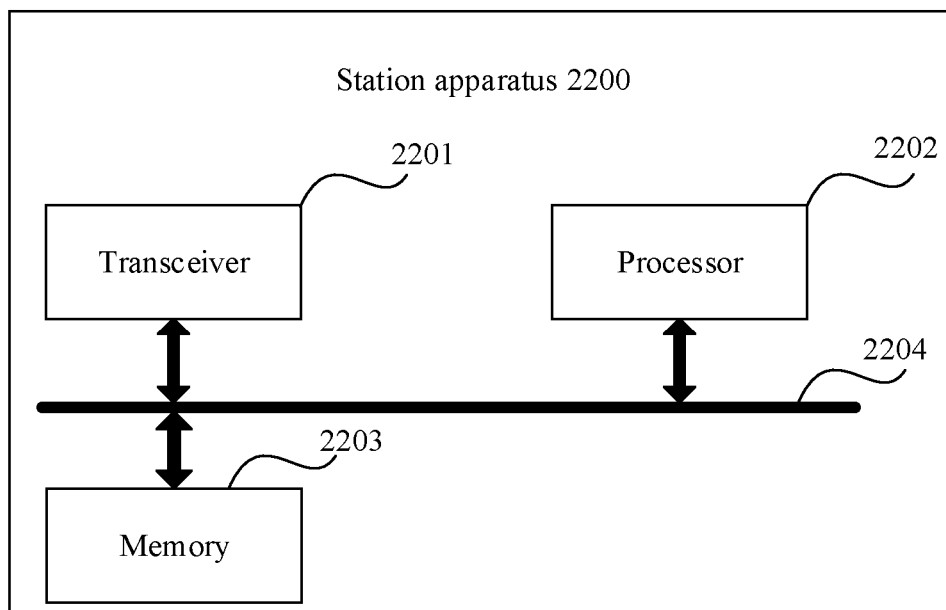 Station apparatus 2200
2201
2202
Transceiver
Processor
2204
2203
Memory